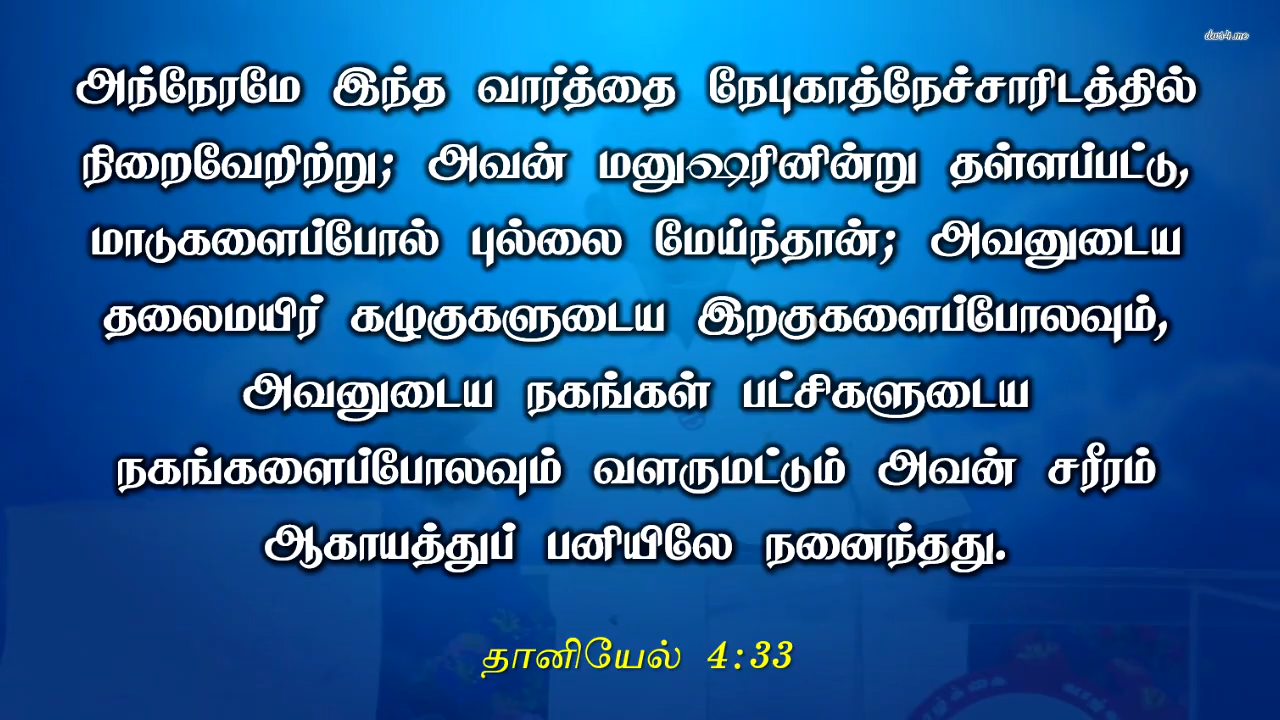 dws4.me
அந்நேரமே இந்த வார்த்தை நேபுகாத்நேச்சாரிடத்தில்
நிறைவேறிற்று; அவன் மனுஷரினின்று தள்ளப்பட்டு,
மாடுகளைப்போல் புல்லை மேய்ந்தான்; அவனுடைய
தலைமயிர் கழுகுகளுடைய இறகுகளைப்போலவும்,
அவனுடைய நகங்கள் பட்சிகளுடைய
நகங்களைப்போலவும் வளருமட்டும் அவன் சரீரம்
ஆகாயத்துப் பனியிலே நனைந்தது.
தானியேல் 4:33